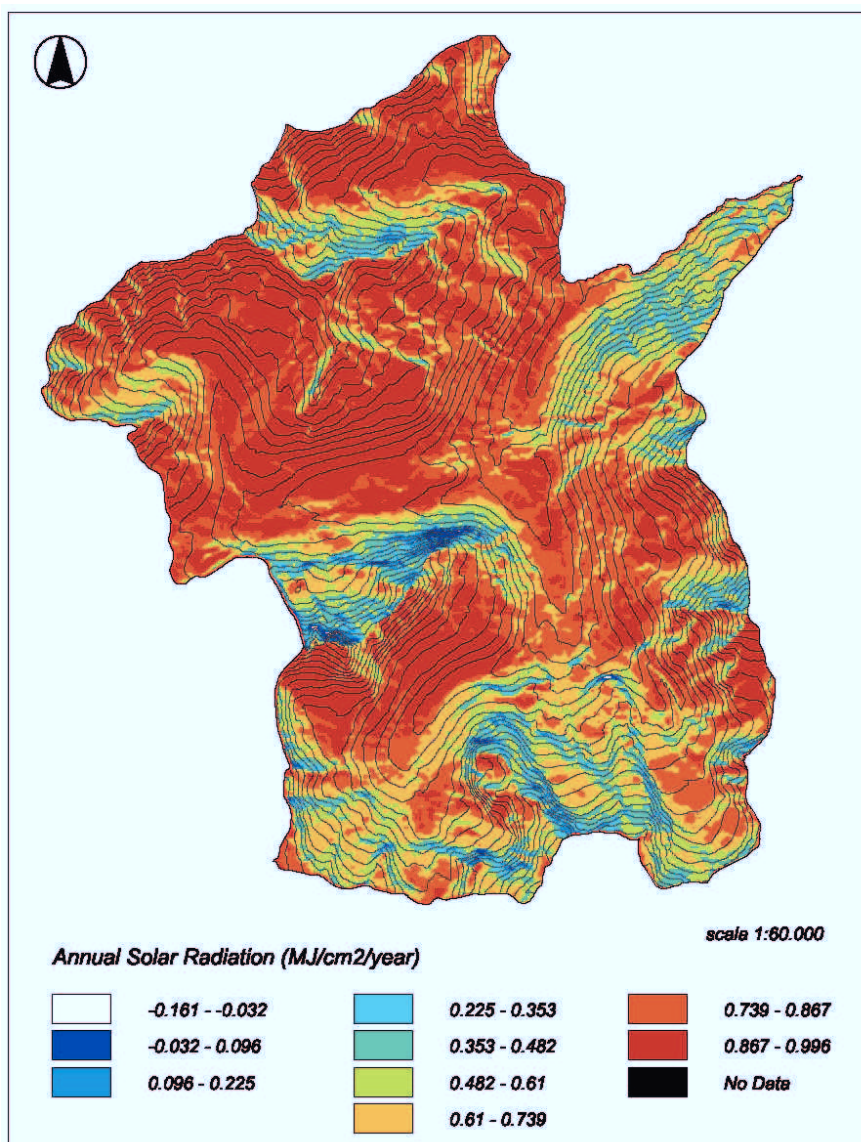 scala 1:60.000
Annual Solar Radiation (MJ/cm2/year)
-0.161 - -0.032
-0.032 - 0.096
0.096 - 0.225
0.225 - 0.353
0.353 - 0.482
0.482 - 0.61
0.61 - 0.739
0.739 - 0.867
0.867 - 0.996
No Data